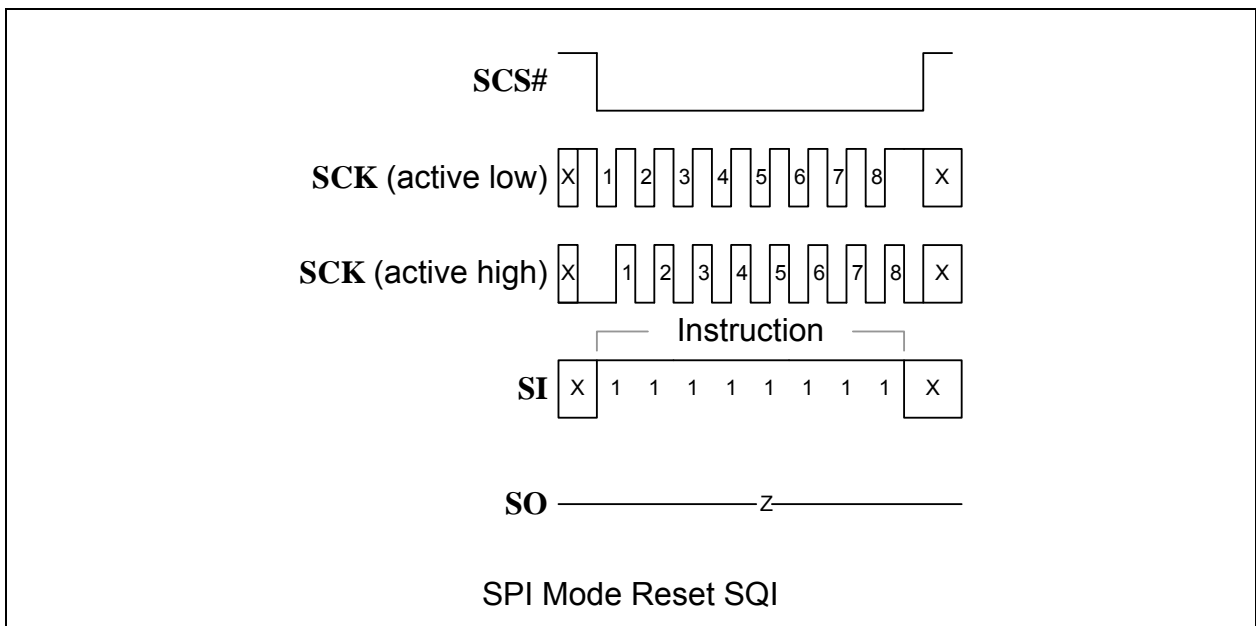 SCS#
SCK (active low) X 1 2 3 4 5 6 7 8 X
SCK (active high) X 1 2 3 4 5 6 7 8 X
Instruction
SI X 1 1 1 1 1 1 1 1 X
SO Z
SPI Mode Reset SQI